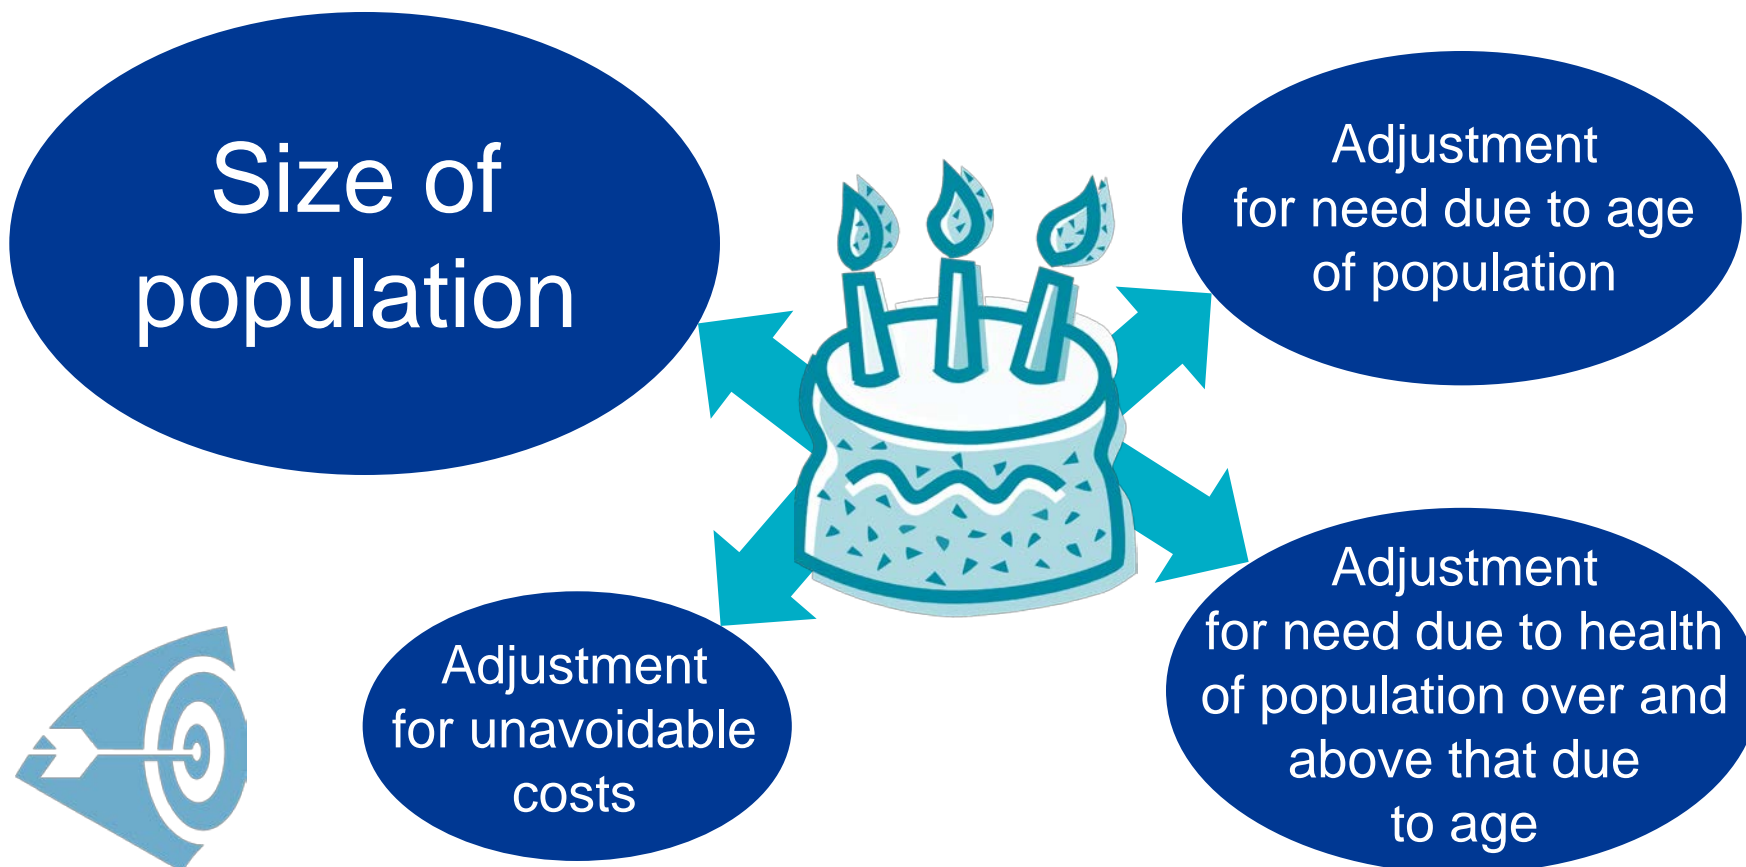 Size of
population
Adjustment
for need due to age
of population
Adjustment
for unavoidable
costs
Adjustment
for need due to health
of population over and
above that due
to age